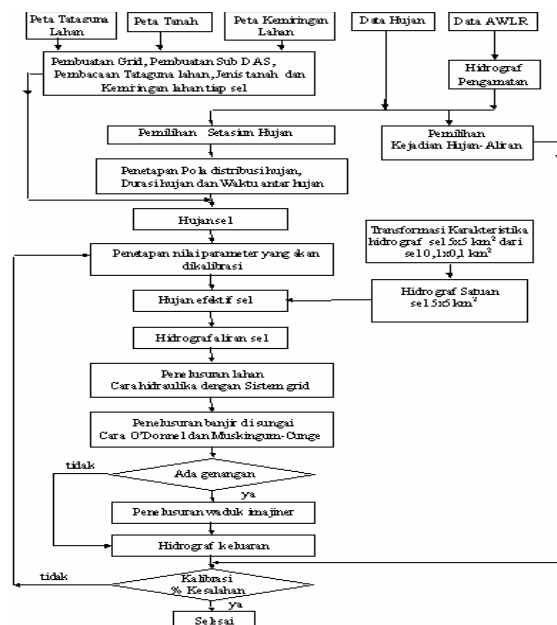 Peta Tataguna
Lahan
Peta Tanah
Peta Kemiringan
Lahan
Data Hujan
Data AWLR
Pembuatan Grid, Pembuatan Sub DAS,
Pembacaan Tataguna lahan, Jenis tanah dan
Kemiringan lahan tiap sel
Hidrograf
Pengamatan
Pemilihan Setasiun Hujan
Pemilihan
Kejadian Hujan-Aliran
Penetapan Pola distribusi hujan,
Durasi hujan dan Waktu antar hujan
Hujan sel
Transformasi Karakteristika
hidrograf sel 5x5 km² dari
sel 0,1x0,1 km²
Penetapan nilai parameter yang akan
dikalibrasi
Hujan efektif sel
Hidrograf Satuan
sel 5x5 km²
Hidrograf aliran sel
Penelusuran lahan
Cara hidraulika dengan Sistem grid
Penelusuran banjir di sungai
Cara O'Donnel dan Muskingum-Cunge
tidak
Ada genangan
ya
Penelusuran waduk imajiner
Hidrograf keluaran
tidak
Kalibrasi
% Kesalahan
ya
Selesai